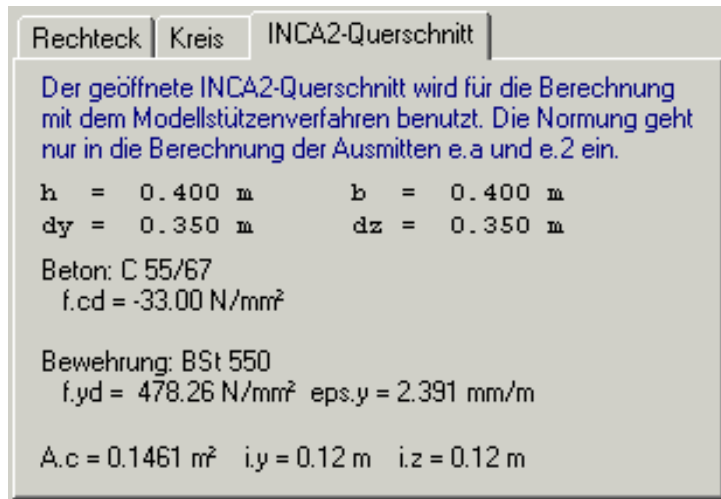 Rechteck Kreis INCA2-Querschnitt
Der geöffnete INCA2-Querschnitt wird für die Berechnung
mit dem Modellstützenverfahren benutzt. Die Normung geht
nur in die Berechnung der Ausmitten e.a und e.2 ein.
h = 0.400 m b = 0.400 m
dy = 0.350 m dz = 0.350 m
Beton: C 55/67
f.cd = -33.00 N/mm²
Bewehrung: BSt 550
f.yd = 478.26 N/mm² eps.y = 2.391 mm/m
A.c = 0.1461 m² i.y = 0.12 m i.z = 0.12 m